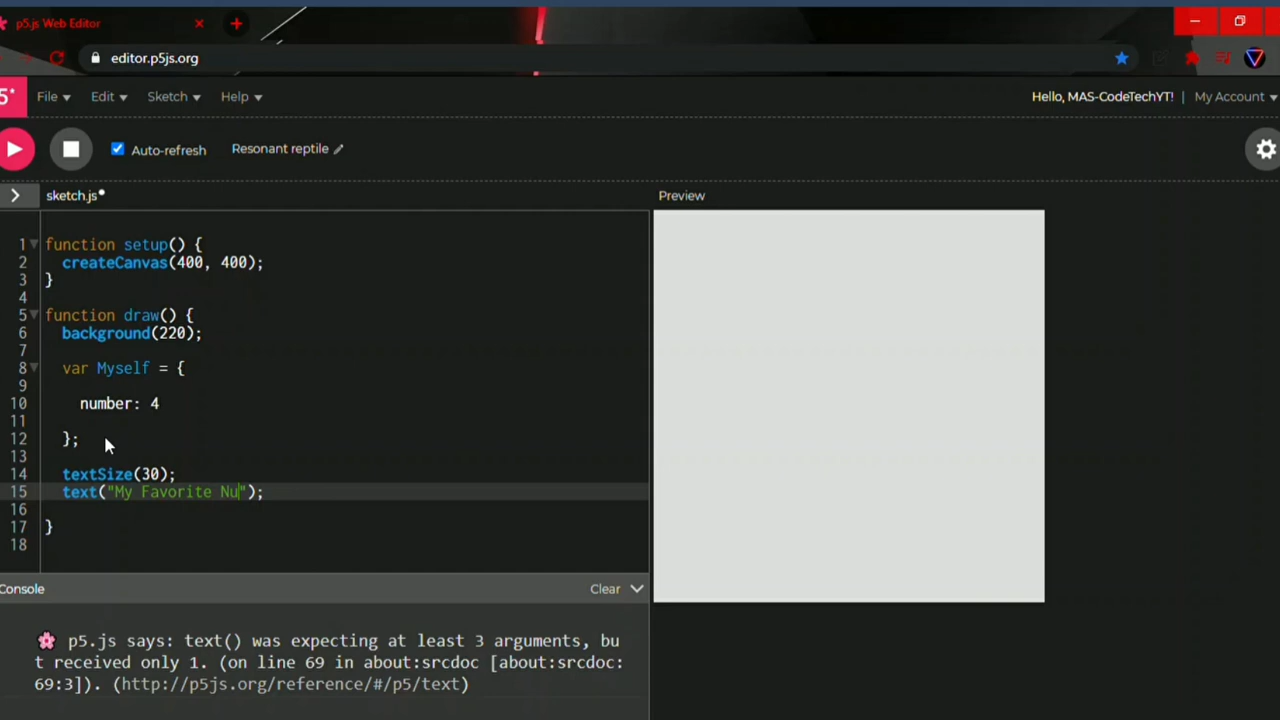 p5.js Web Editor
editor.p5js.org
5*
File
Edit
Sketch
Help
Hello, MAS-CodeTechYT! | My Account
Auto-refresh
Resonant reptile
sketch.js
Preview
1 function setup() {
2 createCanvas(400, 400);
3 }
4
5 function draw() {
6 background(220);
7
8 var Myself = {
9
10 number: 4
11
12 };
13
14 textSize(30);
15 text("My Favorite Nu");
16
17 }
18
Console
Clear
p5.js says: text() was expecting at least 3 arguments, bu
t received only 1. (on line 69 in about:srcdoc [about:srcdoc:
69:3]). (http://p5js.org/reference/#/p5/text)